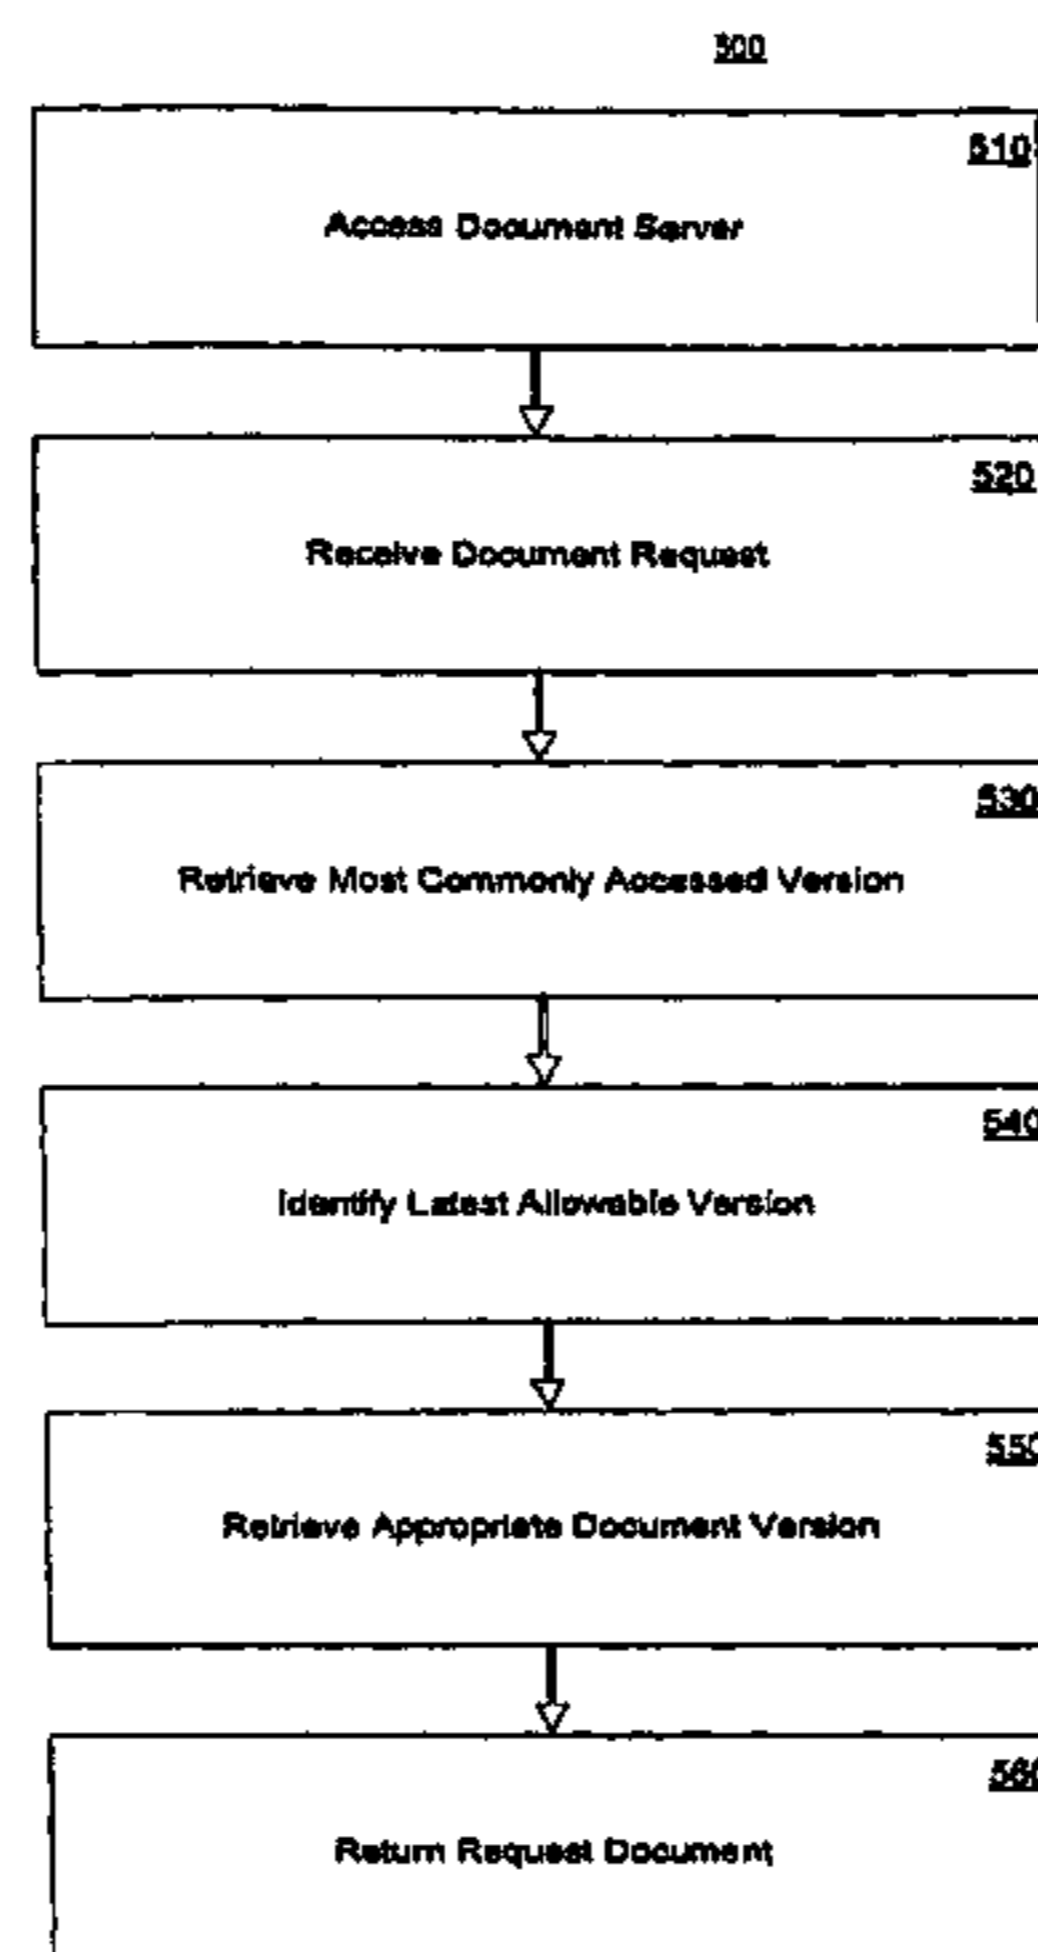 500
510
Access Document Server
520
Receive Document Request
530
Retrieve Most Commonly Accessed Version
540
Identify Latest Allowable Version
550
Retrieve Appropriate Document Version
560
Return Request Document